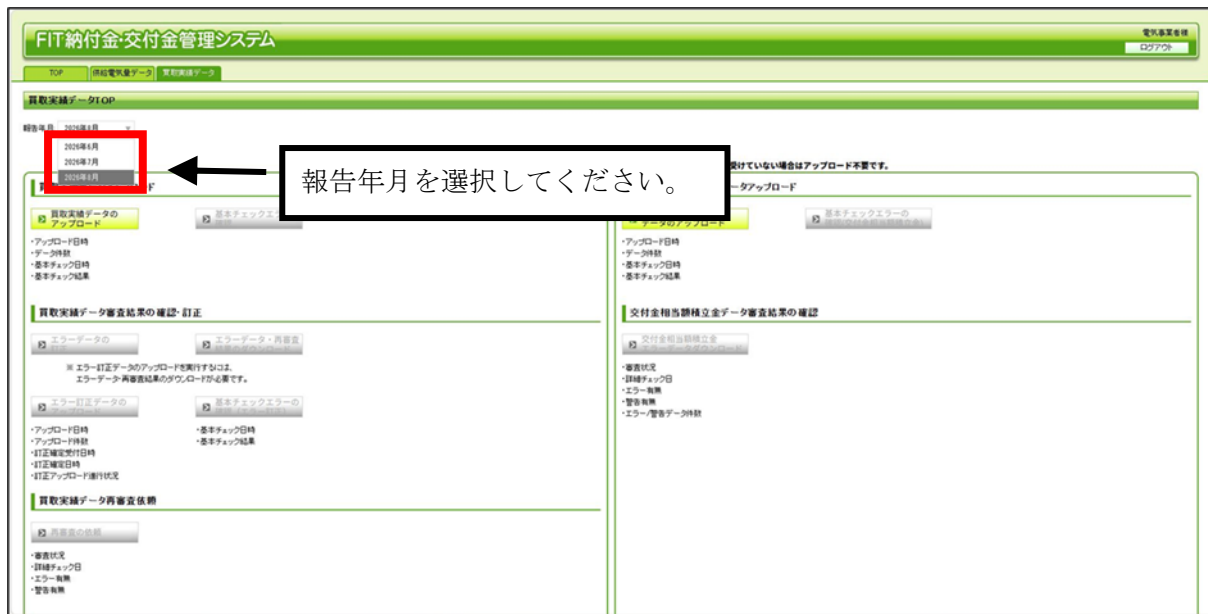 FIT納付金・交付金管理システム
電気事業者様
ログアウト
TOP
供給電気量データ
買取実績データ
買取実績データTOP
報告年月
2026年8月
2026年6月
2026年7月
2026年8月
報告年月を選択してください。
受けていない場合はアップロード不要です。
ータアップロード
買取実績データの
アップロード
基本チェックエラ
・アップロード日時
・データ件数
・基本チェック日時
・基本チェック結果
データのアップロード
基本チェックエラーの
・アップロード日時
・データ件数
・基本チェック日時
・基本チェック結果
買取実績データ審査結果の確認・訂正
エラーデータの
訂正
エラーデータ・再審査
結果のダウンロード
※ エラー訂正データのアップロードを実行するには、
エラーデータ・再審査結果のダウンロードが必要です。
エラー訂正データの
アップロード
基本チェックエラーの
確認（エラー訂正）
・アップロード日時
・アップロード件数
・訂正確定受付日時
・訂正確定日時
・訂正アップロード進行状況
・基本チェック日時
・基本チェック結果
買取実績データ再審査依頼
再審査の依頼
・審査状況
・詳細チェック日
・エラー有無
・警告有無
交付金相当額積立金データ審査結果の確認
交付金相当額積立金
エラーデータダウンロード
・審査状況
・詳細チェック日
・エラー有無
・警告有無
・エラー/警告データ件数